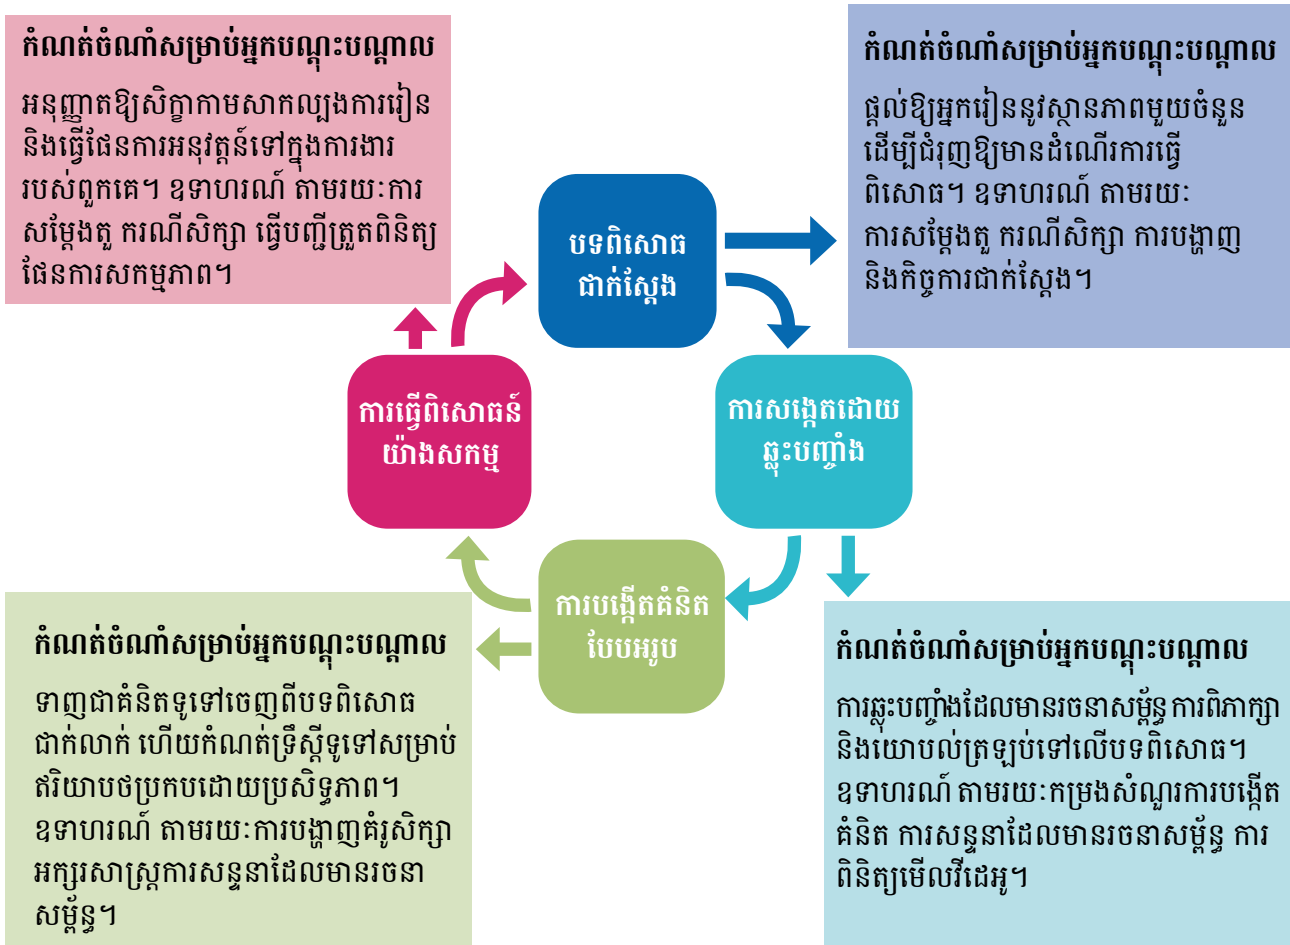 កំណត់ចំណាំសម្រាប់អ្នកបណ្តុះបណ្តាល
អនុញ្ញាតឱ្យសិក្ខាកាមសាកល្បងការរៀន
និងធ្វើផែនការអនុវត្តន៍ទៅក្នុងការងារ
របស់ពួកគេ។ ឧទាហរណ៍ តាមរយៈការ
សម្តែងតួ ករណីសិក្សា ធ្វើបញ្ជីត្រួតពិនិត្យ
ផែនការសកម្មភាព។
កំណត់ចំណាំសម្រាប់អ្នកបណ្តុះបណ្តាល
ផ្តល់ឱ្យអ្នករៀននូវស្ថានភាពមួយចំនួន
ដើម្បីជំរុញឱ្យមានដំណើរការធ្វើ
ពិសោធ។ ឧទាហរណ៍ តាមរយៈ
ការសម្តែងតួ ករណីសិក្សា ការបង្ហាញ
និងកិច្ចការជាក់ស្តែង។
បទពិសោធ
ជាក់ស្តែង
ការធ្វើពិសោធន៍
យ៉ាងសកម្ម
ការសង្កេតដោយ
ឆ្លុះបញ្ចាំង
ការបង្កើតគំនិត
បែបអរូប
កំណត់ចំណាំសម្រាប់អ្នកបណ្តុះបណ្តាល
ទាញជាគំនិតទូទៅចេញពីបទពិសោធ
ជាក់លាក់ ហើយកំណត់ទ្រឹស្តីទូទៅសម្រាប់
ឥរិយាបថប្រកបដោយប្រសិទ្ធភាព។
ឧទាហរណ៍ តាមរយៈការបង្ហាញគំរូសិក្សា
អក្សរសាស្ត្រការសន្ទនាដែលមានរចនា
សម្ព័ន្ធ។
កំណត់ចំណាំសម្រាប់អ្នកបណ្តុះបណ្តាល
ការឆ្លុះបញ្ចាំងដែលមានរចនាសម្ព័ន្ធ ការពិភាក្សា
និងយោបល់ត្រឡប់ទៅលើបទពិសោធ។
ឧទាហរណ៍ តាមរយៈកម្រងសំណួរការបង្កើត
គំនិត ការសន្ទនាដែលមានរចនាសម្ព័ន្ធ ការ
ពិនិត្យមើលវីដេអូ។